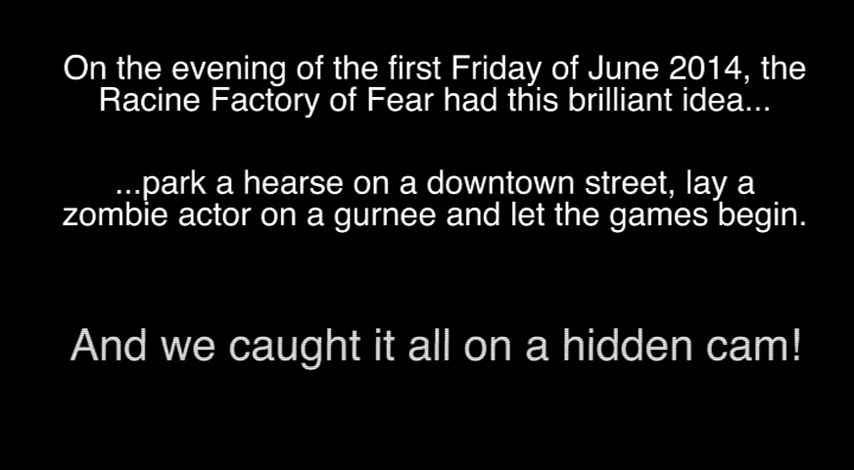 On the evening of the first Friday of June 2014, the
Racine Factory of Fear had this brilliant idea...
...park a hearse on a downtown street, lay a
zombie actor on a gurnee and let the games begin.
And we caught it all on a hidden cam!